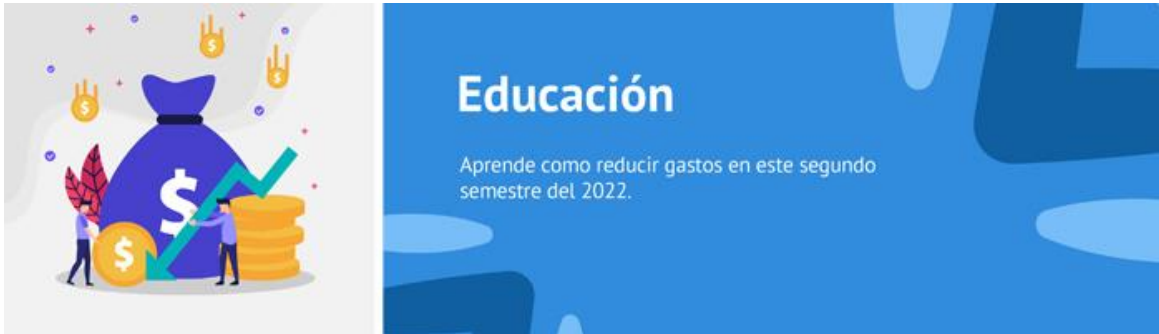 $
$
$
$
$
Educación
Aprende como reducir gastos en este segundo
semestre del 2022.